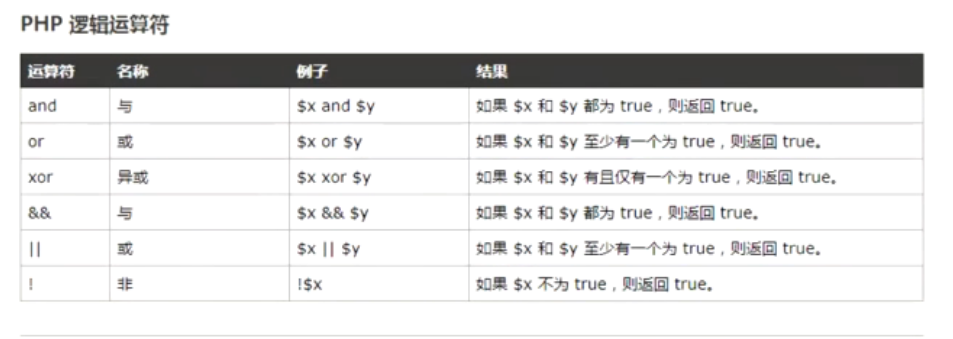 PHP 逻辑运算符
运算符 名称 例子 结果
and 与 $x and $y 如果 $x 和 $y 都为 true，则返回 true。
or 或 $x or $y 如果 $x 和 $y 至少有一个为 true，则返回 true。
xor 异或 $x xor $y 如果 $x 和 $y 有且仅有一个为 true，则返回 true。
&& 与 $x && $y 如果 $x 和 $y 都为 true，则返回 true。
|| 或 $x || $y 如果 $x 和 $y 至少有一个为 true，则返回 true。
! 非 !$x 如果 $x 不为 true，则返回 true。